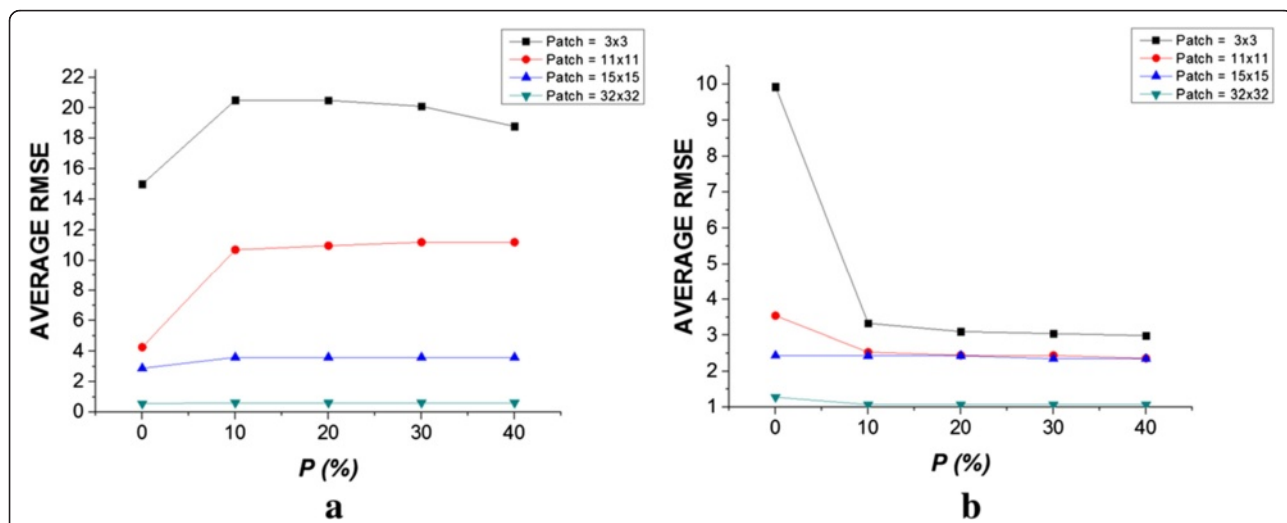 Patch = 3x3
Patch = 11x11
Patch = 15x15
Patch = 32x32
22
20
18
16
14
12
10
8
6
4
2
0
AVERAGE RMSE
0 10 20 30 40
P (%)
a
Patch = 3x3
Patch = 11x11
Patch = 15x15
Patch = 32x32
10
9
8
7
6
5
4
3
2
1
AVERAGE RMSE
0 10 20 30 40
P (%)
b